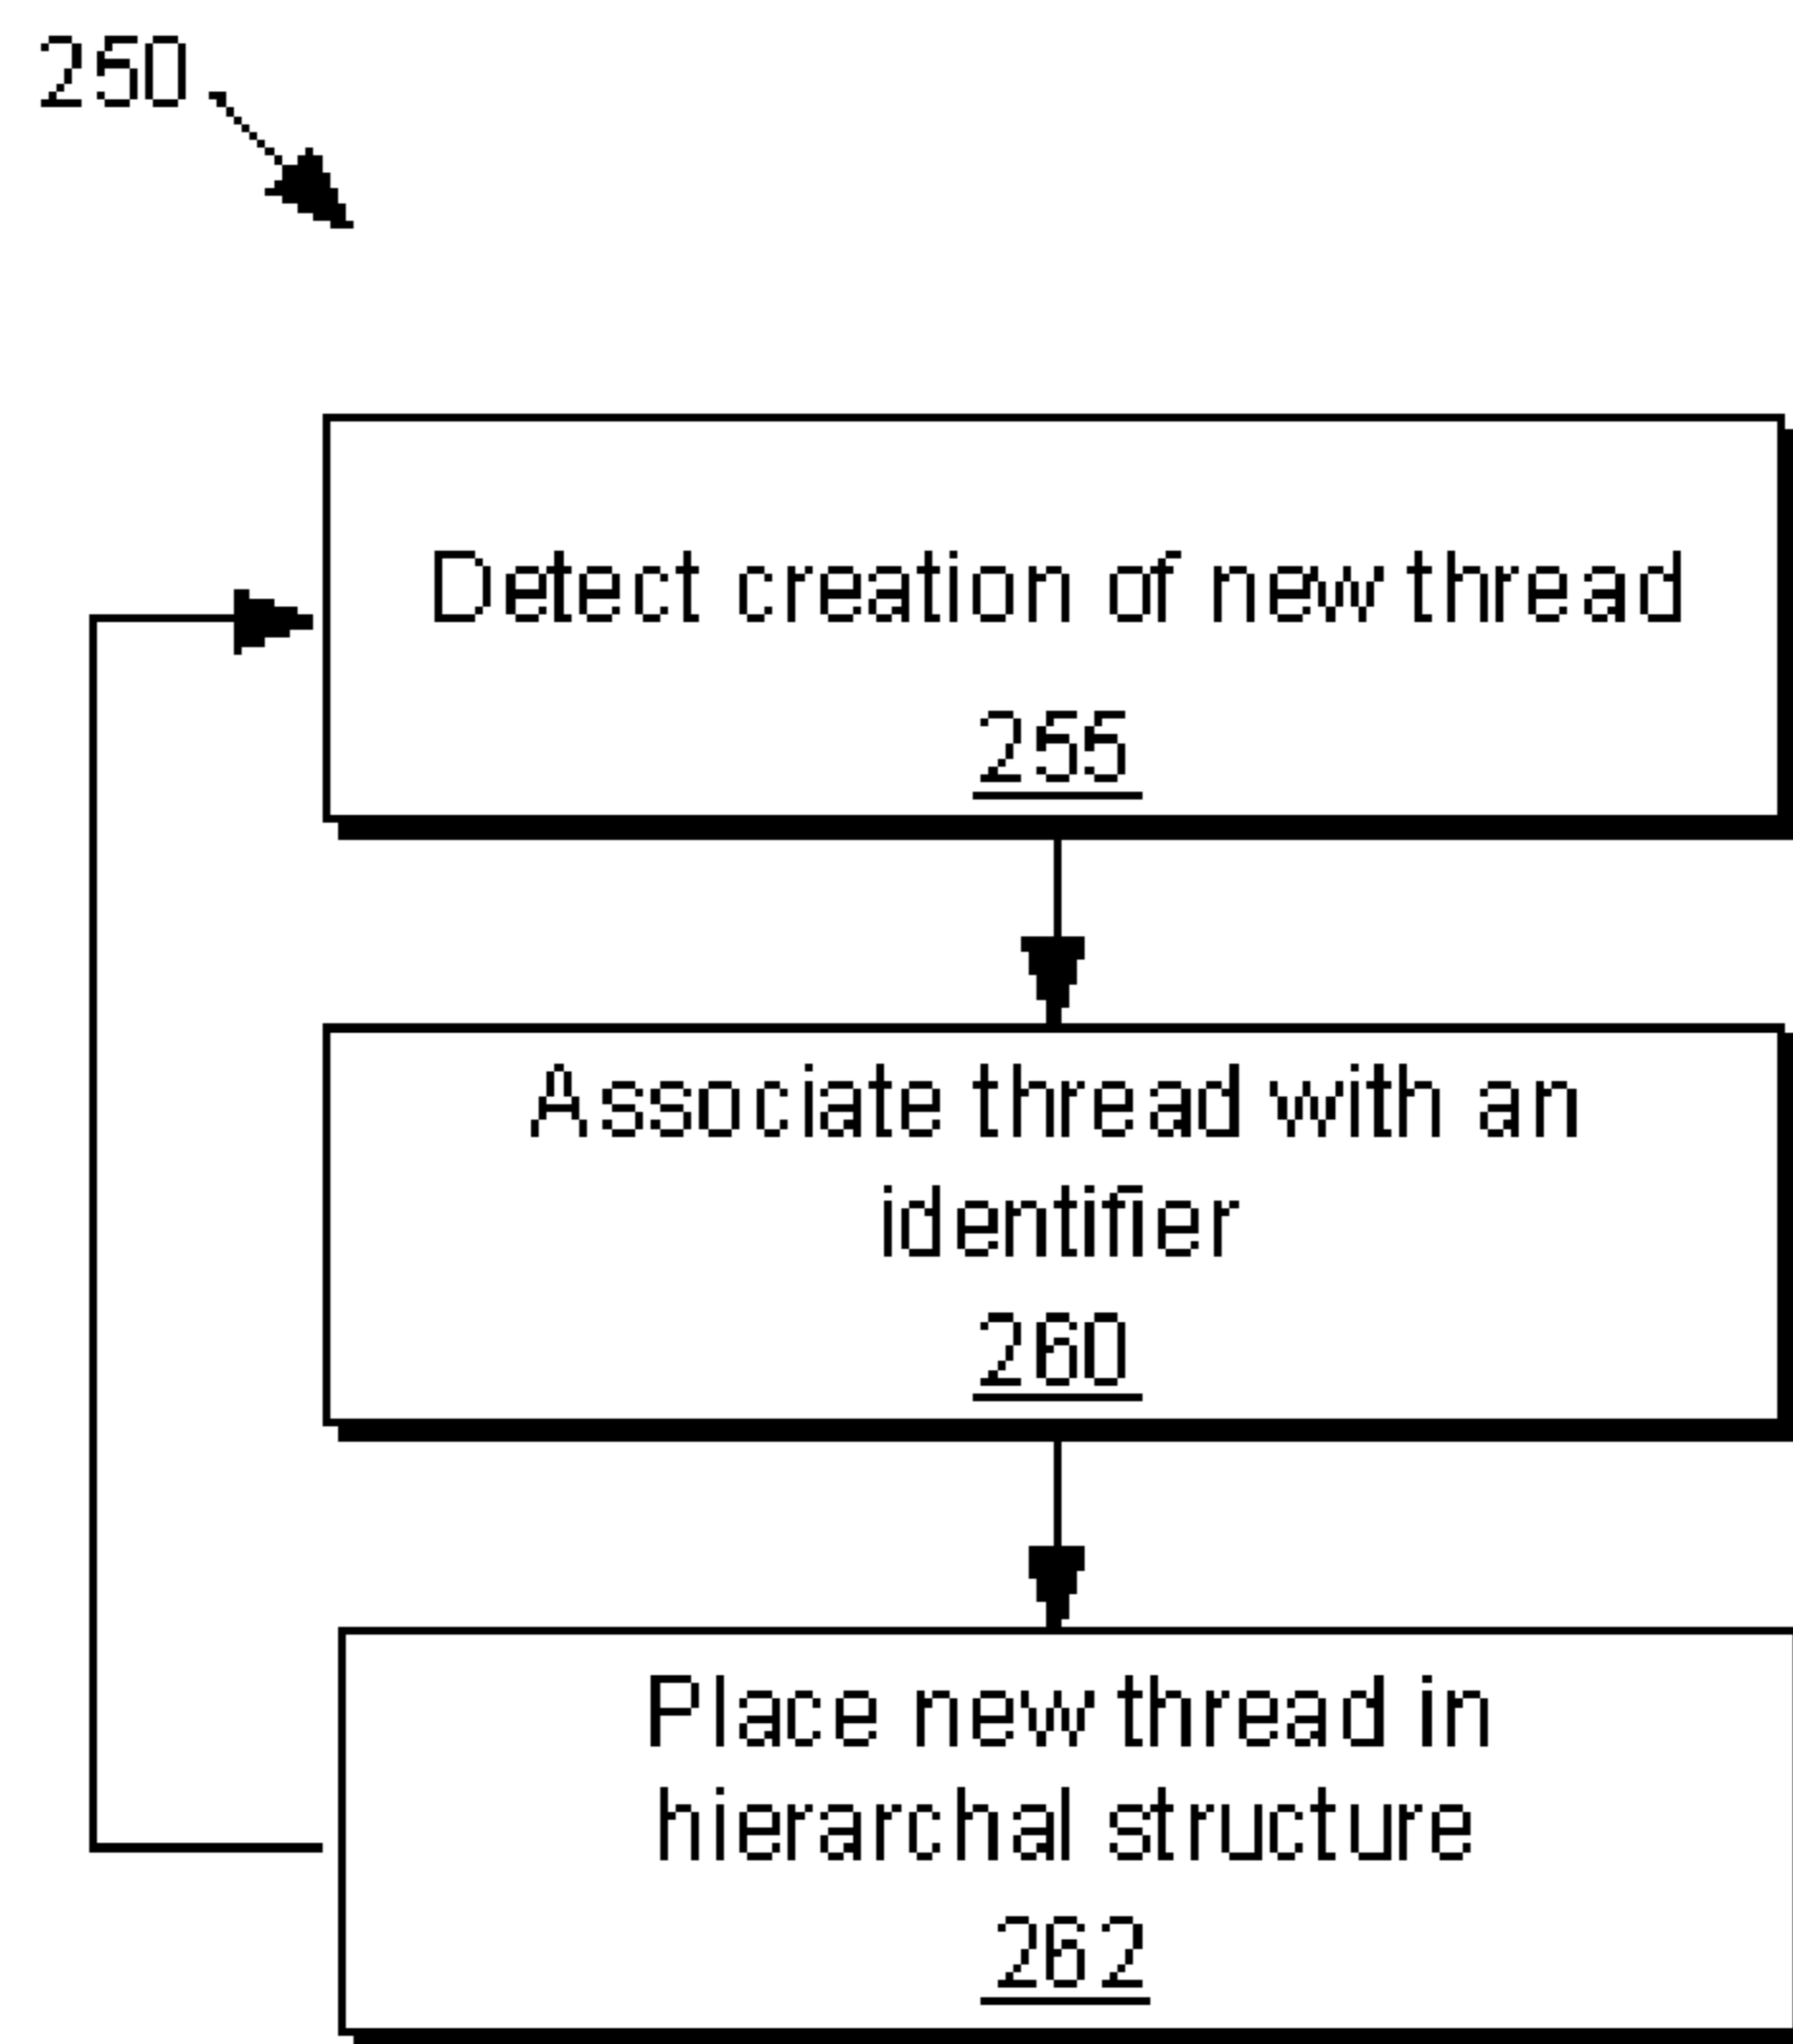 250
Detect creation of new thread
255
Associate thread with an
identifier
260
Place new thread in
hierarchal structure
262